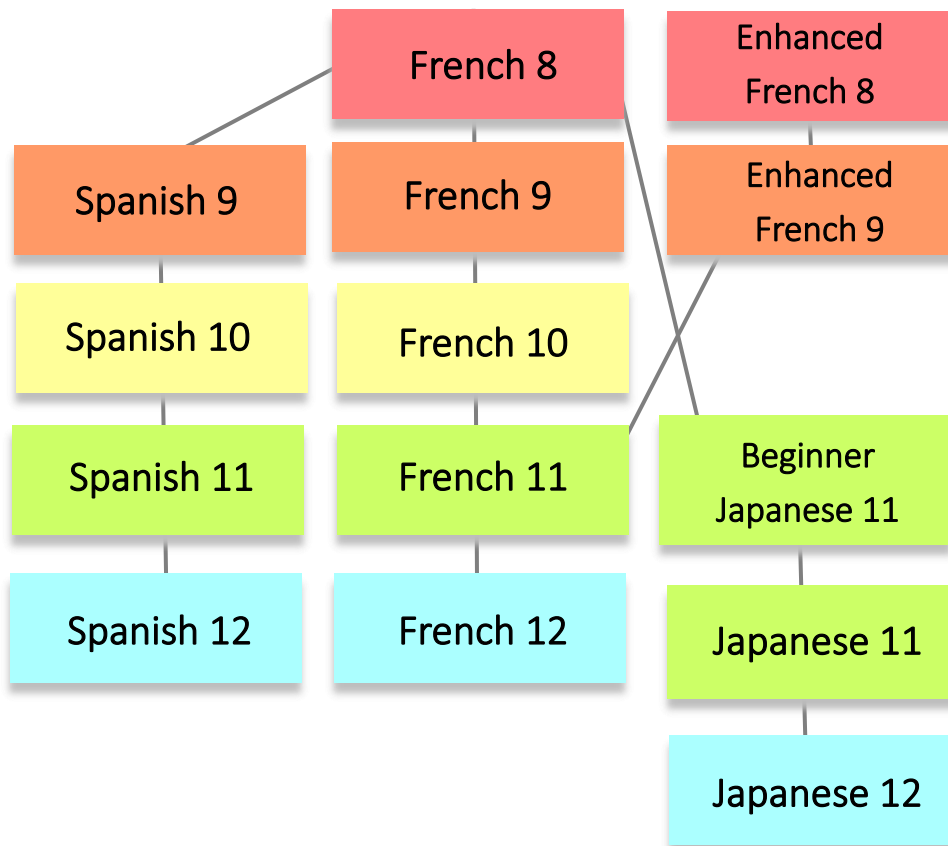 French 8
Enhanced
French 8
Spanish 9
French 9
Enhanced
French 9
Spanish 10
French 10
Spanish 11
French 11
Beginner
Japanese 11
Spanish 12
French 12
Japanese 11
Japanese 12